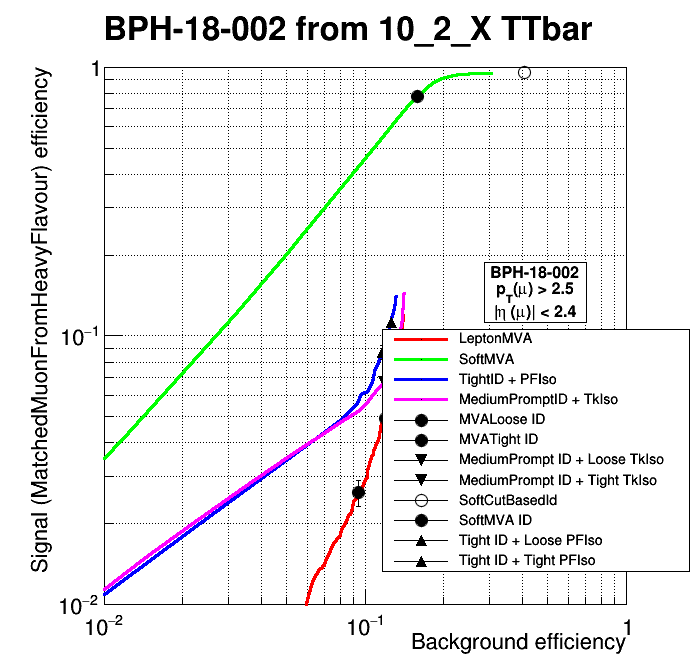 BPH-18-002 from 10_2_X TTbar
Signal (MatchedMuonFromHeavyFlavour) efficiency
1
10⁻¹
10⁻²
BPH-18-002
p_T(μ) > 2.5
|η (μ)| < 2.4
LeptonMVA
SoftMVA
TightID + PFIso
MediumPromptID + TkIso
MVALoose ID
MVATight ID
MediumPrompt ID + Loose TkIso
MediumPrompt ID + Tight TkIso
SoftCutBasedId
SoftMVA ID
Tight ID + Loose PFIso
Tight ID + Tight PFIso
10⁻² 10⁻¹ 1
Background efficiency